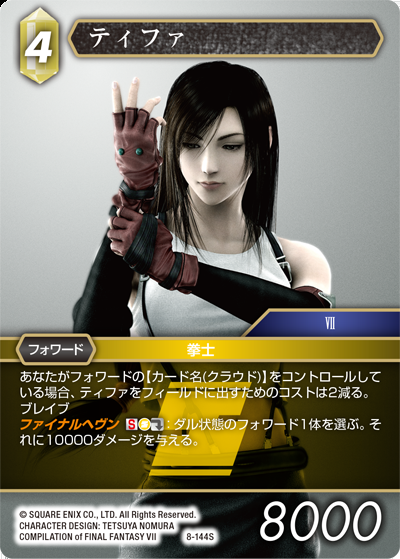 4
ティファ
VII
フォワード
拳士
あなたがフォワードの【カード名(クラウド)】をコントロールして
いる場合、ティファをフィールドに出すためのコストは2減る。
ブレイブ
ファイナルヘヴン S：ダル状態のフォワード1体を選ぶ。そ
れに10000ダメージを与える。
© SQUARE ENIX CO., LTD. All Rights Reserved.
CHARACTER DESIGN: TETSUYA NOMURA
COMPILATION of FINAL FANTASY VII
8-144S
8000